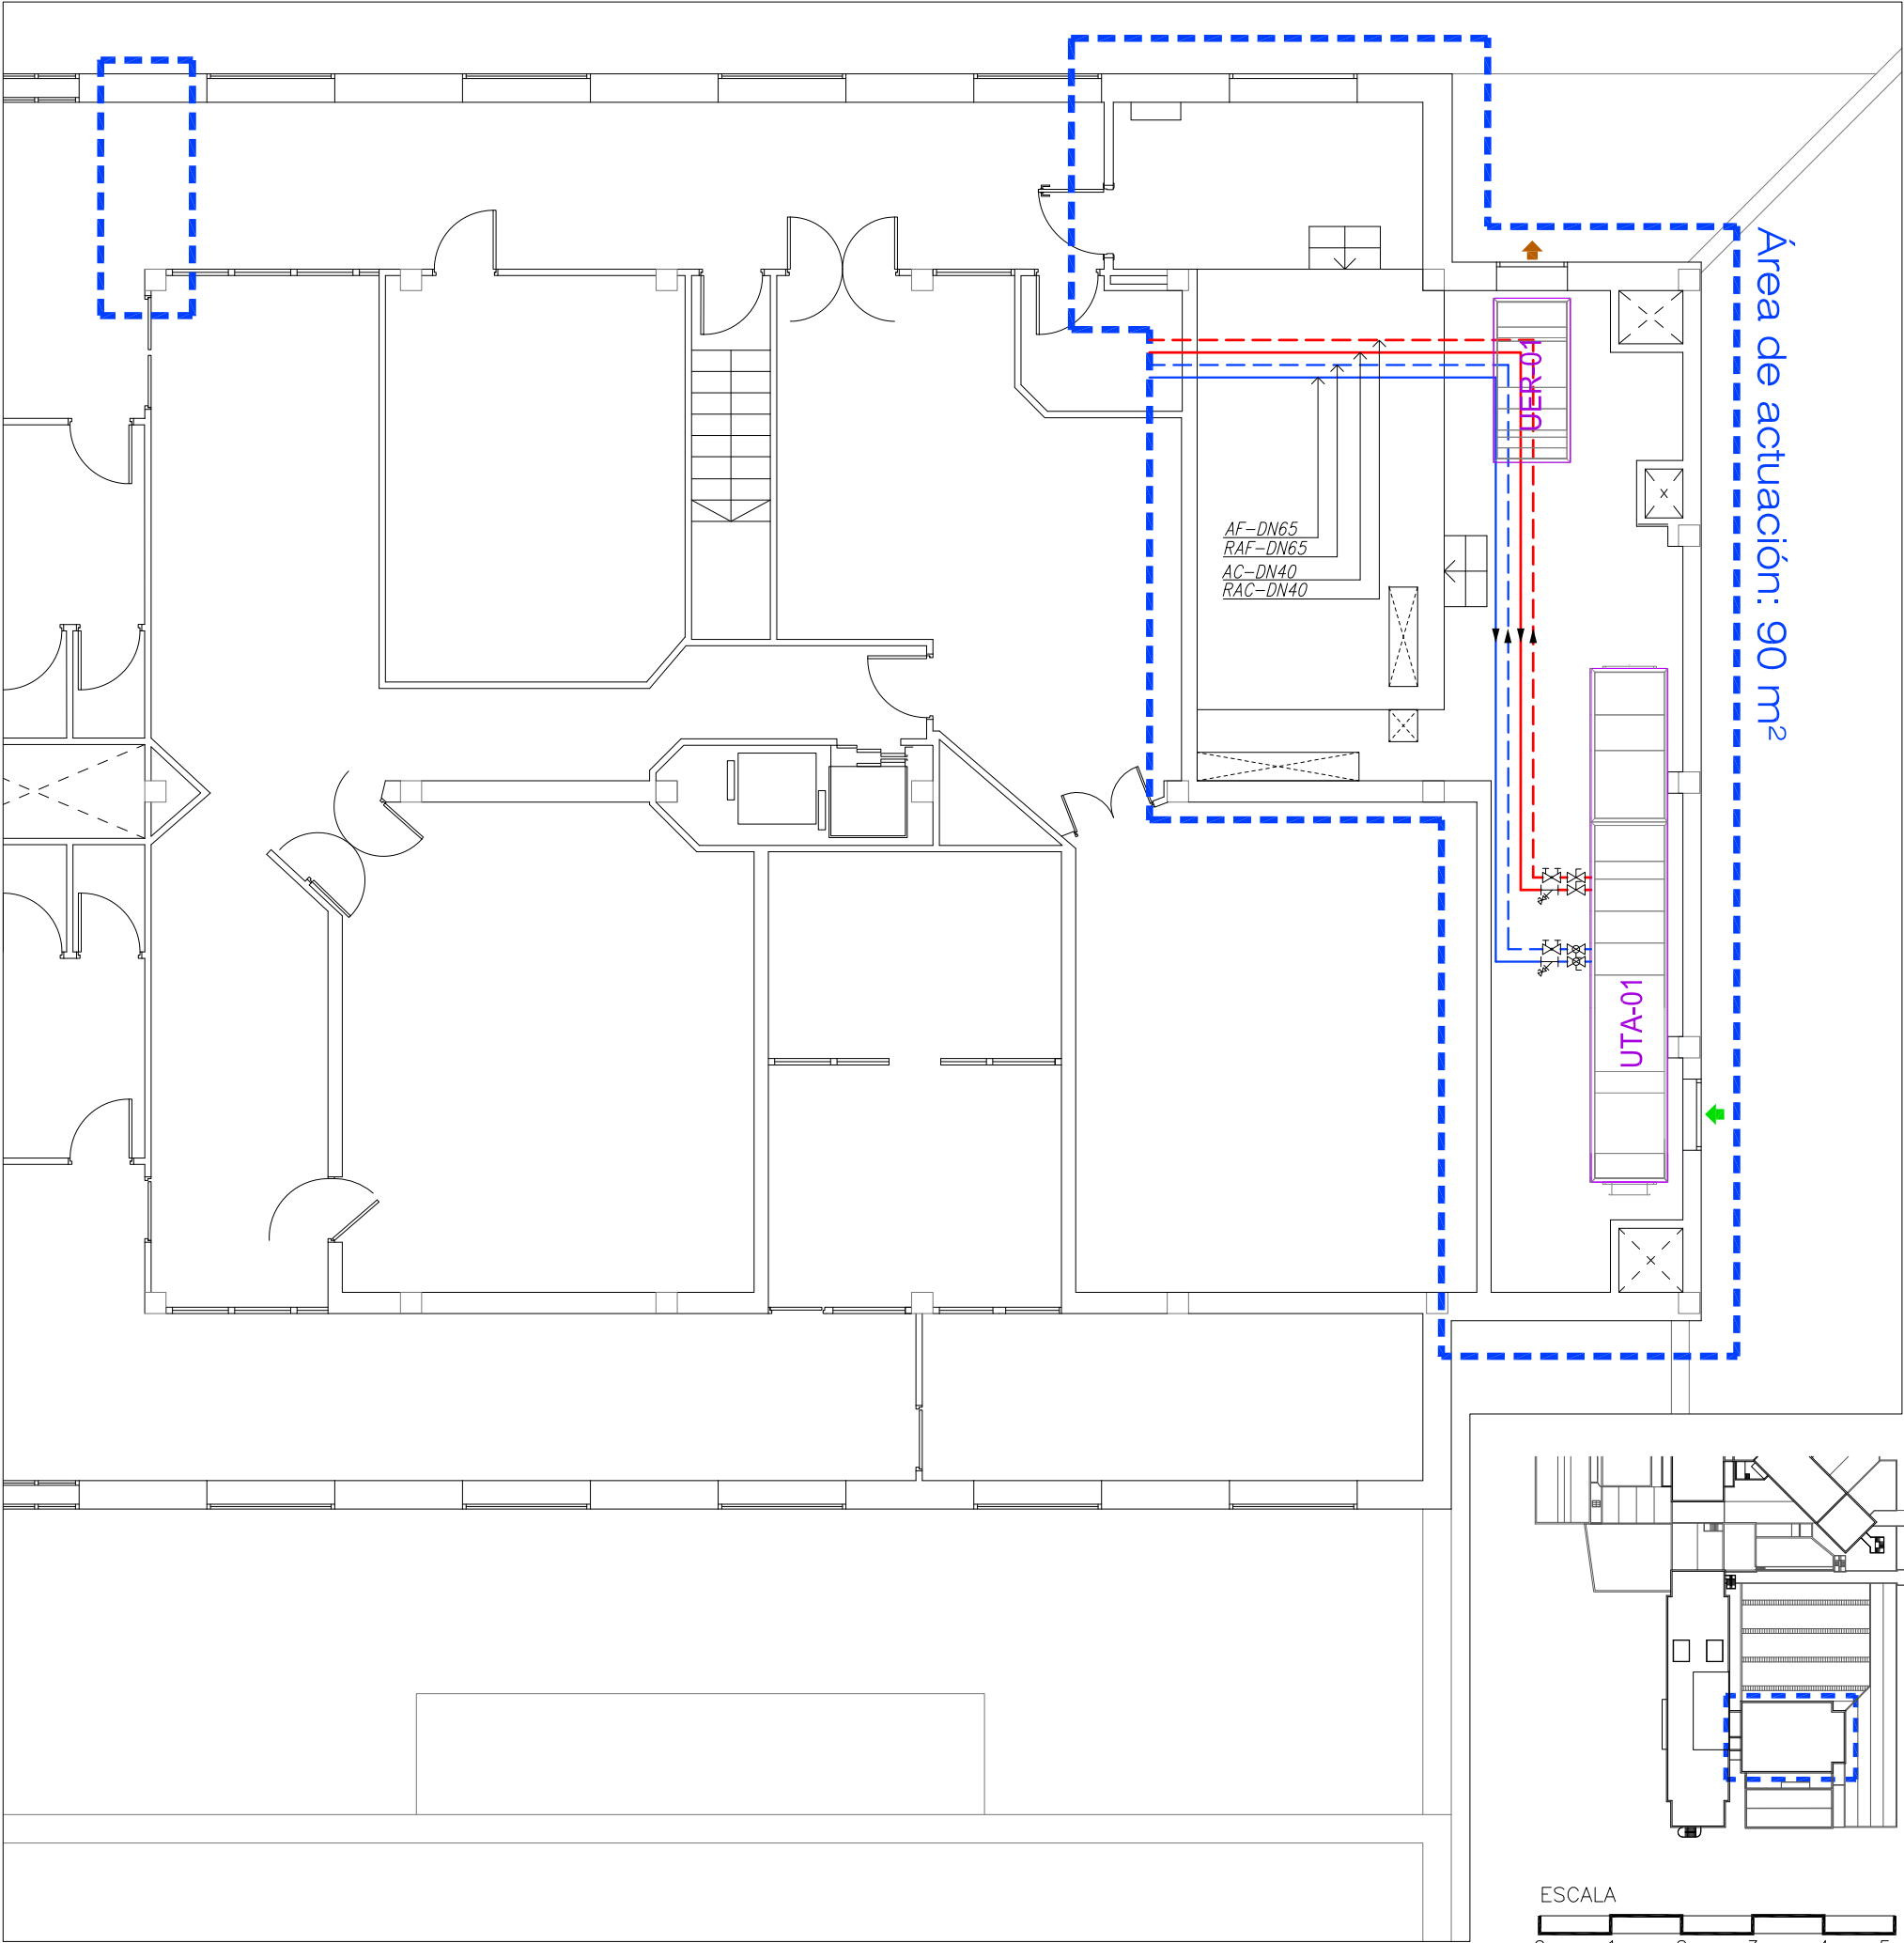 Área de actuación: 90 m²
UER-01
AF-DN65
RAF-DN65
AC-DN40
RAC-DN40
UTA-01
ESCALA